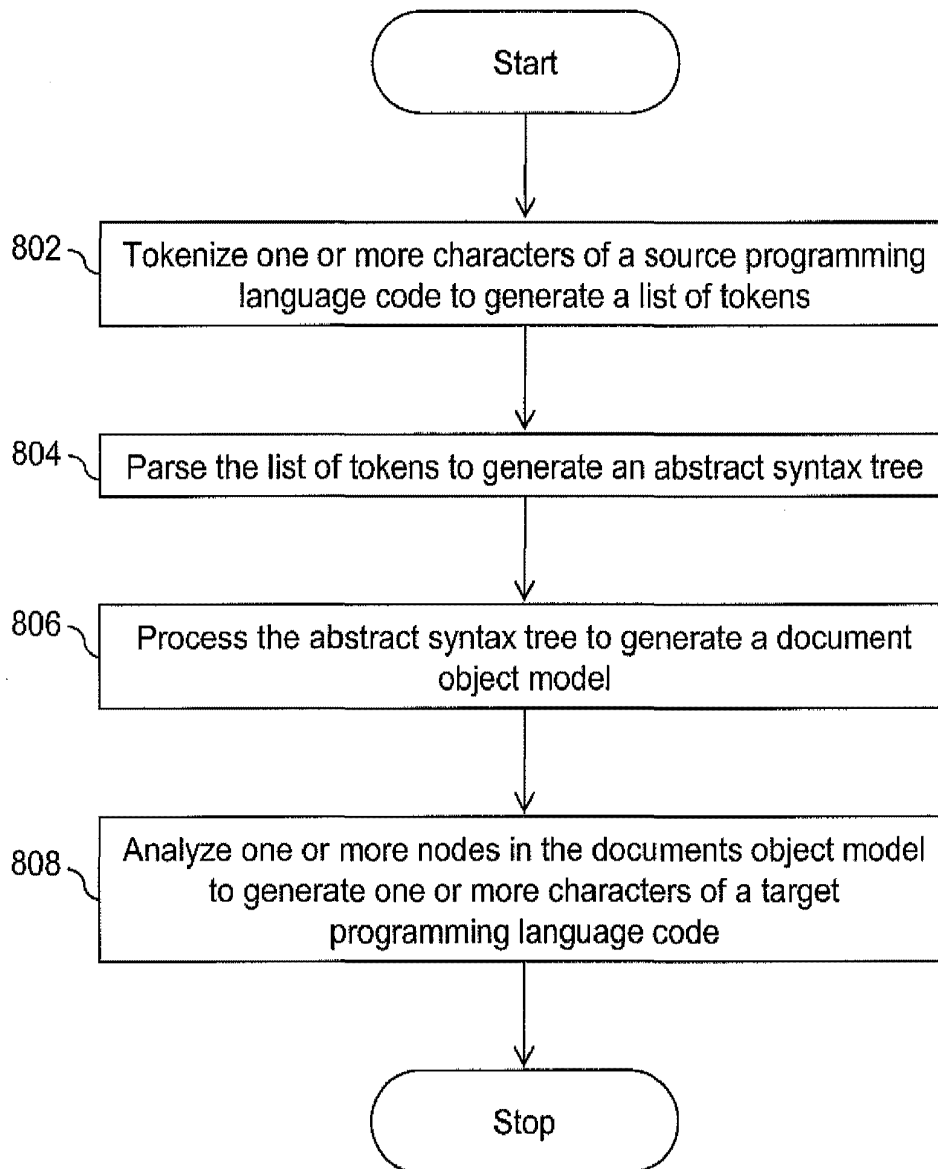 Start
802
Tokenize one or more characters of a source programming
language code to generate a list of tokens
804
Parse the list of tokens to generate an abstract syntax tree
806
Process the abstract syntax tree to generate a document
object model
808
Analyze one or more nodes in the documents object model
to generate one or more characters of a target
programming language code
Stop